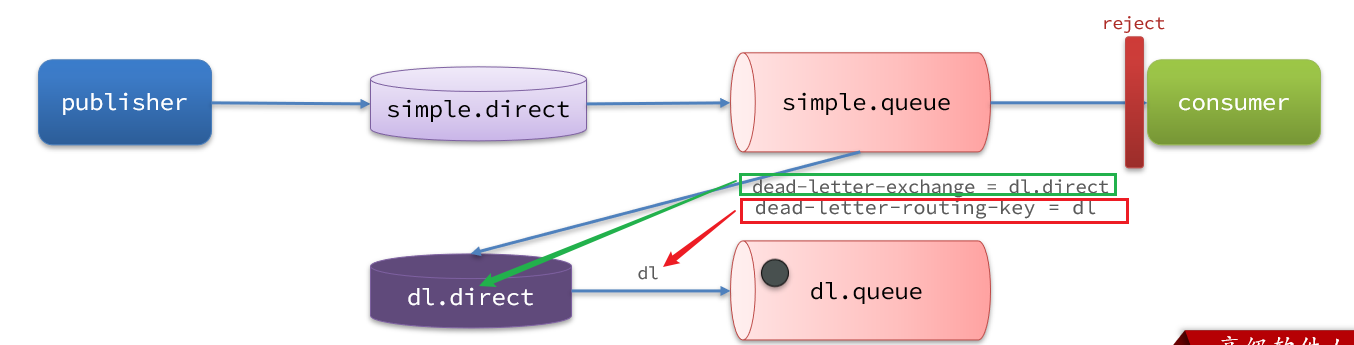 reject
publisher
simple.direct
simple.queue
consumer
dead-letter-exchange = dl.direct
dead-letter-routing-key = dl
dl
dl.direct
dl.queue